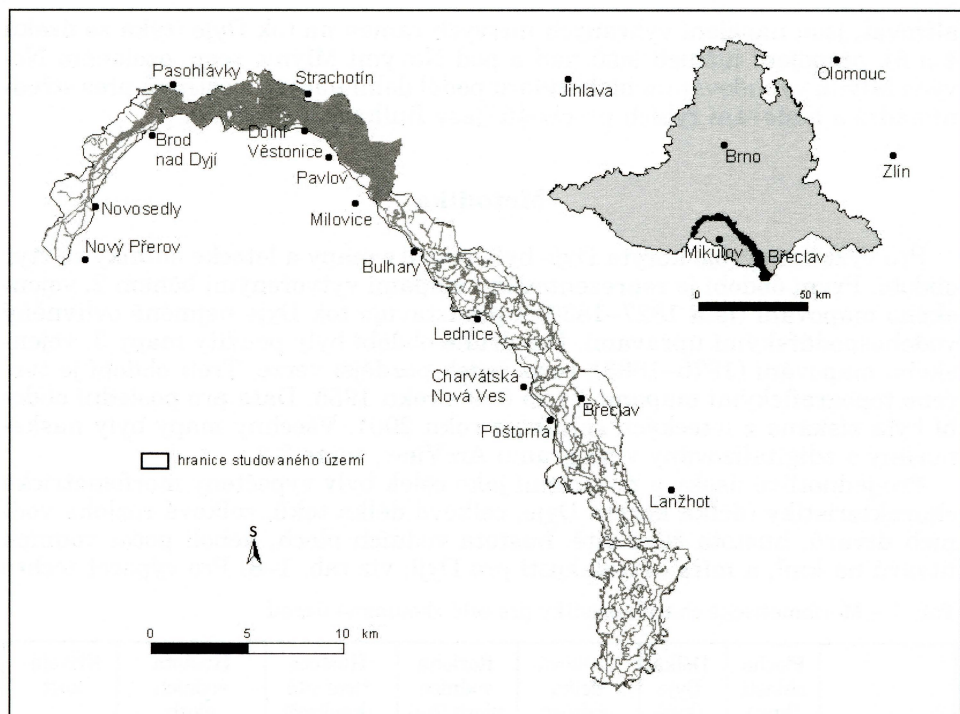 Pasohlávky
Strachotín
Brod
nad Dyjí
Dolní
Věstonice
Pavlov
Novosedly
Milovice
Nový Přerov
Bulhary
Lednice
Charvátská
Nová Ves
Břeclav
Poštorná
hranice studovaného území
Lanžhot
S
0 5 10 km
Jihlava
Olomouc
Brno
Zlín
Mikulov
Břeclav
0 50 km